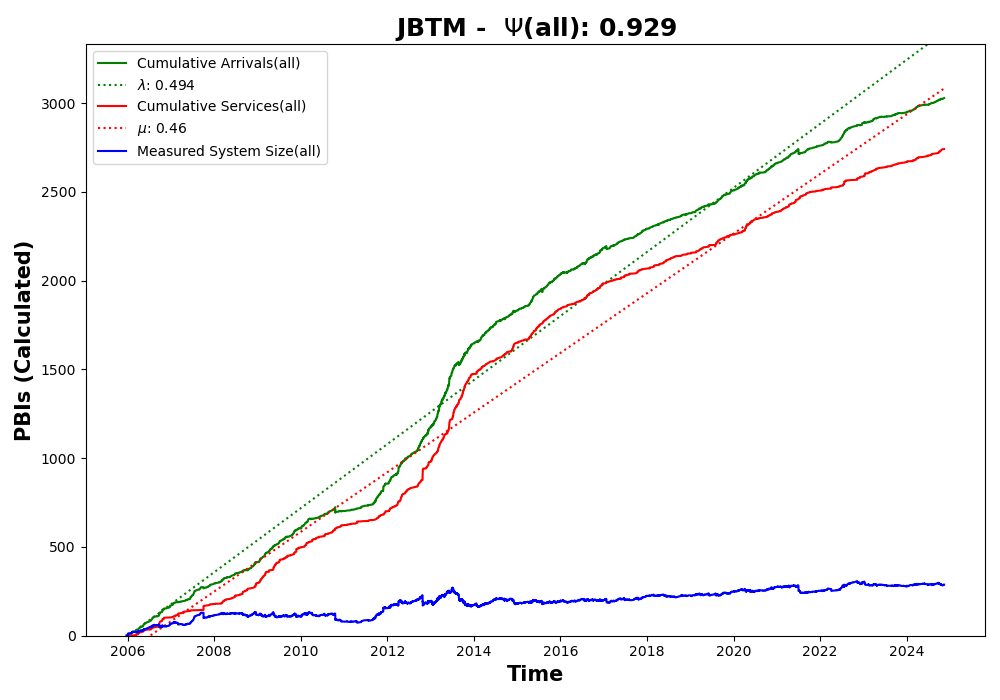 JBTM - Ψ(all): 0.929
Cumulative Arrivals(all)
λ: 0.494
Cumulative Services(all)
μ: 0.46
Measured System Size(all)
PBIs (Calculated)
3000
2500
2000
1500
1000
500
0
2006 2008 2010 2012 2014 2016 2018 2020 2022 2024
Time